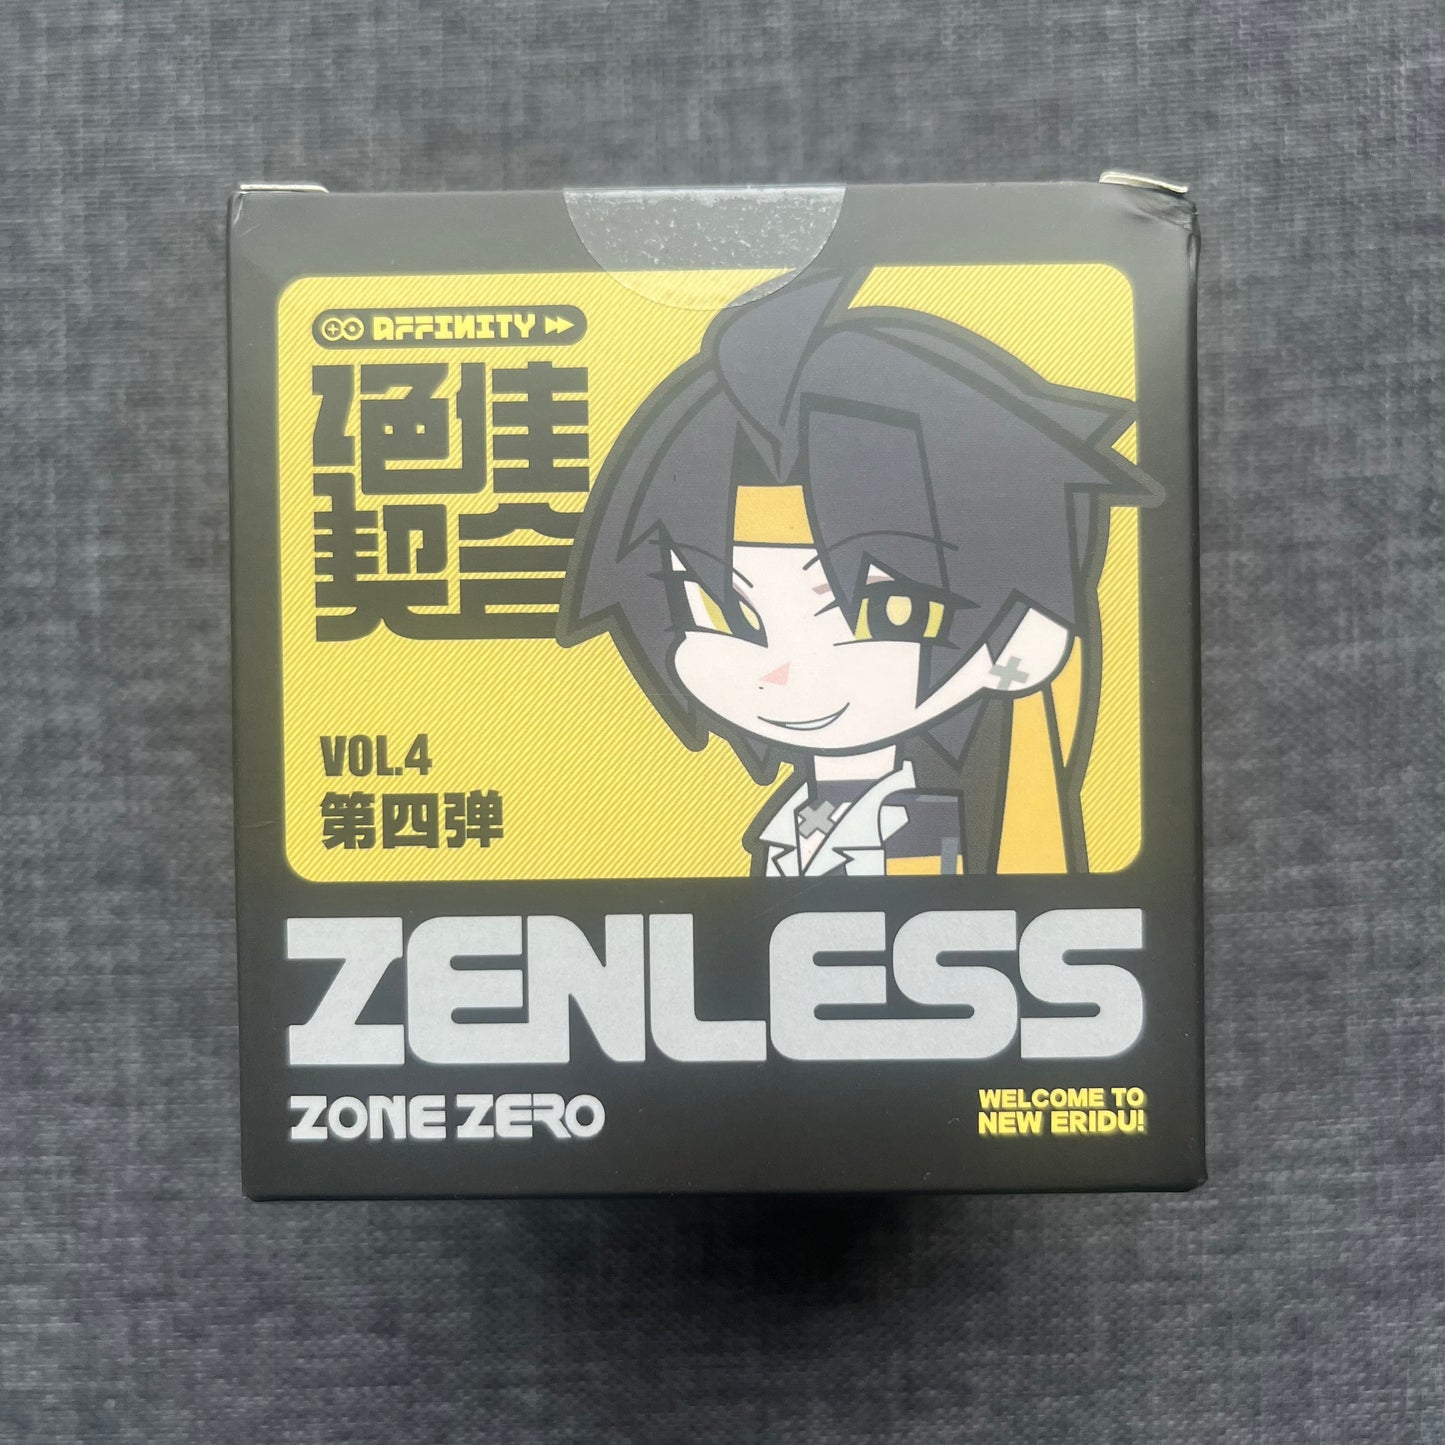 AFFINITY
绝佳
契合
VOL.4
第四弹
ZENLESS
ZONE ZERO
WELCOME TO
NEW ERIDU!